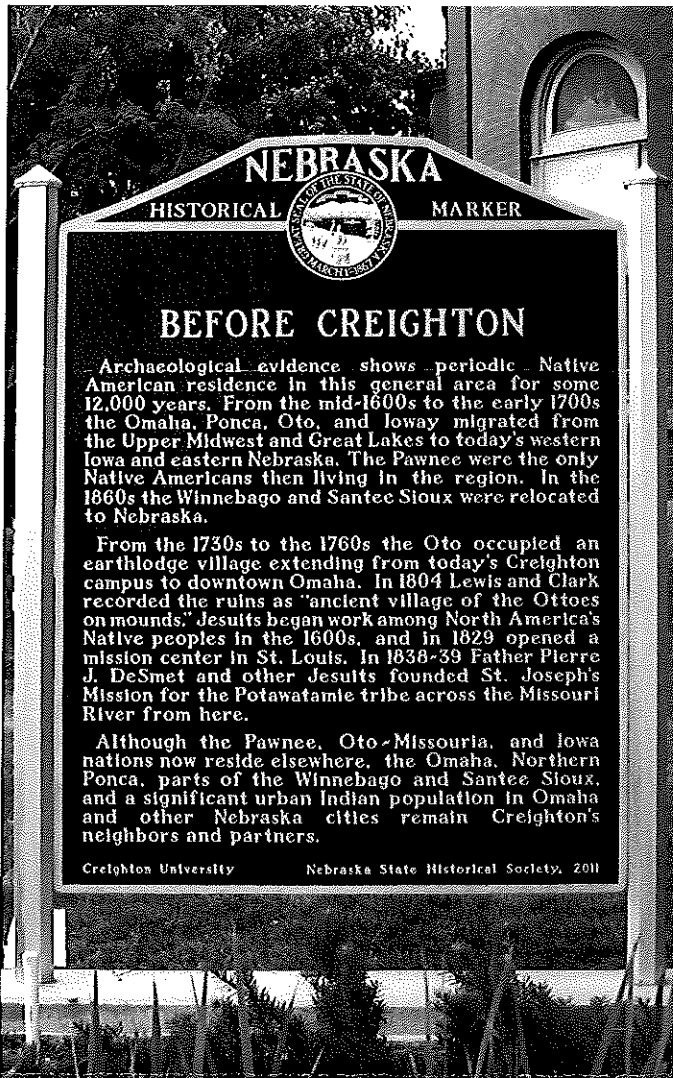 NEBRASKA
HISTORICAL MARKER
SEAL OF THE STATE OF NEBRASKA
MARCH 1 - 1867
BEFORE CREIGHTON
Archaeological evidence shows periodic Native
American residence in this general area for some
12,000 years. From the mid-1600s to the early 1700s
the Omaha, Ponca, Oto, and Ioway migrated from
the Upper Midwest and Great Lakes to today's western
Iowa and eastern Nebraska. The Pawnee were the only
Native Americans then living in the region. In the
1860s the Winnebago and Santee Sioux were relocated
to Nebraska.
From the 1730s to the 1760s the Oto occupied an
earthlodge village extending from today's Creighton
campus to downtown Omaha. In 1804 Lewis and Clark
recorded the ruins as "ancient village of the Ottoes
on mounds." Jesuits began work among North America's
Native peoples in the 1600s, and in 1829 opened a
mission center in St. Louis. In 1838-39 Father Pierre
J. DeSmet and other Jesuits founded St. Joseph's
Mission for the Potawatamie tribe across the Missouri
River from here.
Although the Pawnee, Oto-Missouria, and Iowa
nations now reside elsewhere, the Omaha, Northern
Ponca, parts of the Winnebago and Santee Sioux,
and a significant urban Indian population in Omaha
and other Nebraska cities remain Creighton's
neighbors and partners.
Creighton University Nebraska State Historical Society, 2011